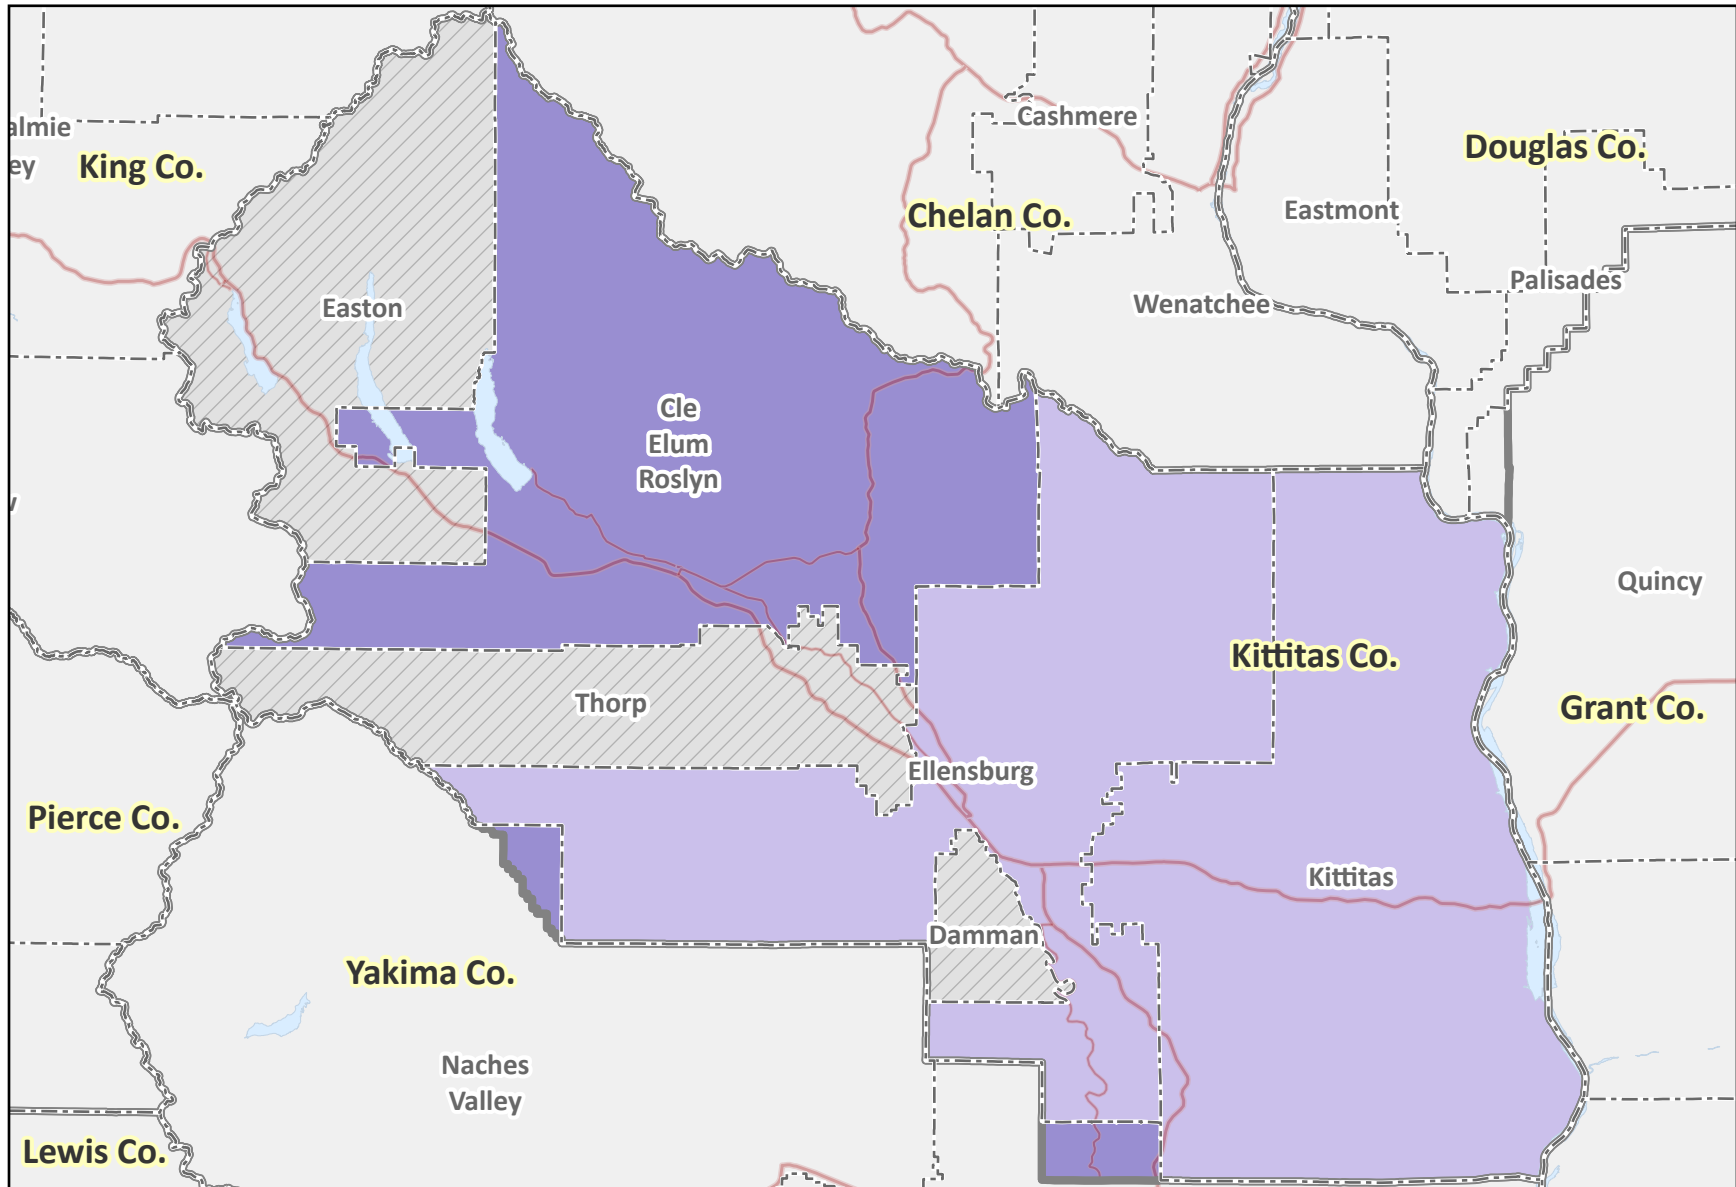 almie
ey
King Co.
Cashmere
Douglas Co.
Chelan Co.
Eastmont
Easton
Wenatchee
Palisades
Cle
Elum
Roslyn
Quincy
Kittitas Co.
Thorp
Grant Co.
Ellensburg
Pierce Co.
Kittitas
Damman
Yakima Co.
Naches
Valley
Lewis Co.